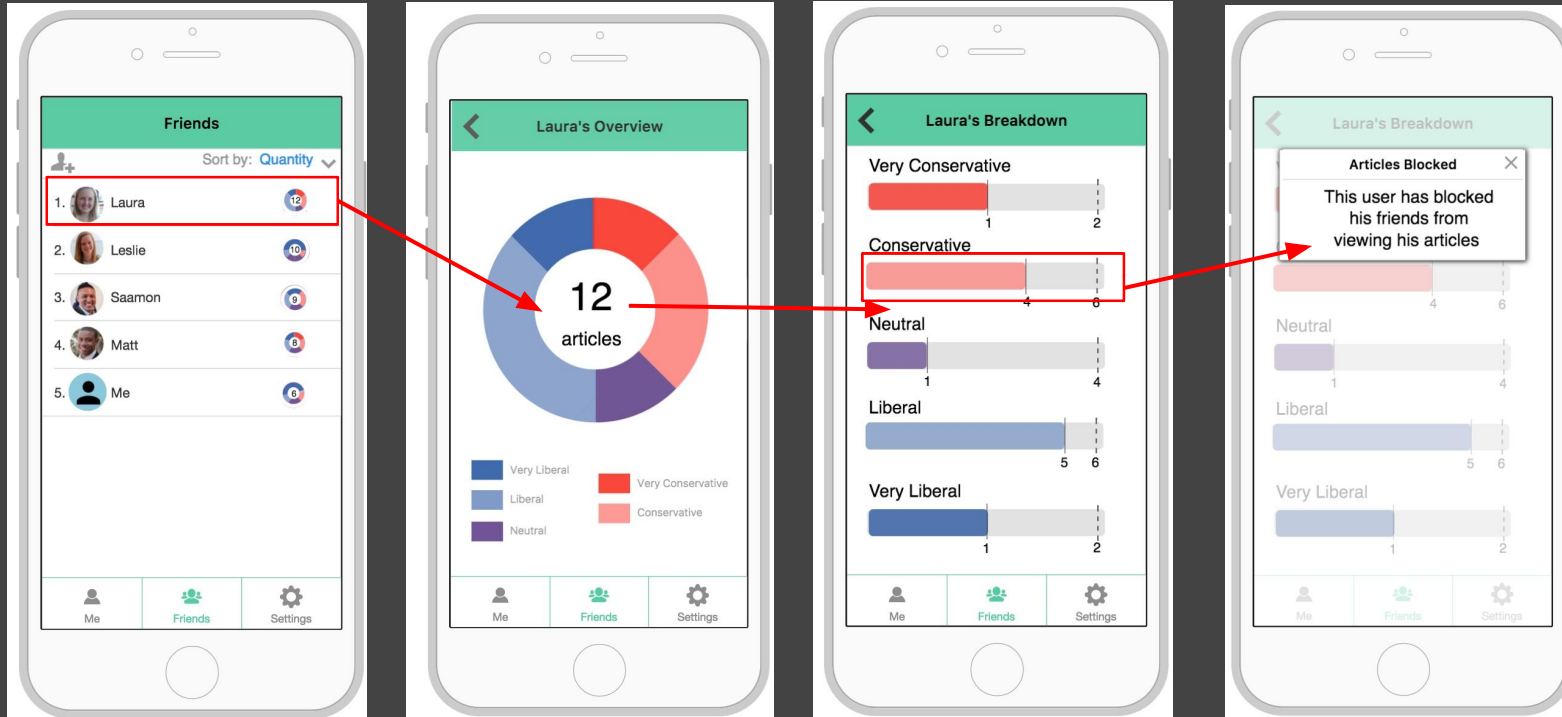 Friends
Sort by: Quantity
1. Laura 12
2. Leslie 10
3. Saamon 9
4. Matt 8
5. Me 6
Me Friends Settings
Laura's Overview
12
articles
Very Liberal
Liberal
Neutral
Very Conservative
Conservative
Me Friends Settings
Laura's Breakdown
Very Conservative
1 2
Conservative
4 6
Neutral
1 4
Liberal
5 6
Very Liberal
1 2
Me Friends Settings
Laura's Breakdown
Articles Blocked
This user has blocked
his friends from
viewing his articles
4 6
Neutral
1 4
Liberal
5 6
Very Liberal
1 2
Me Friends Settings